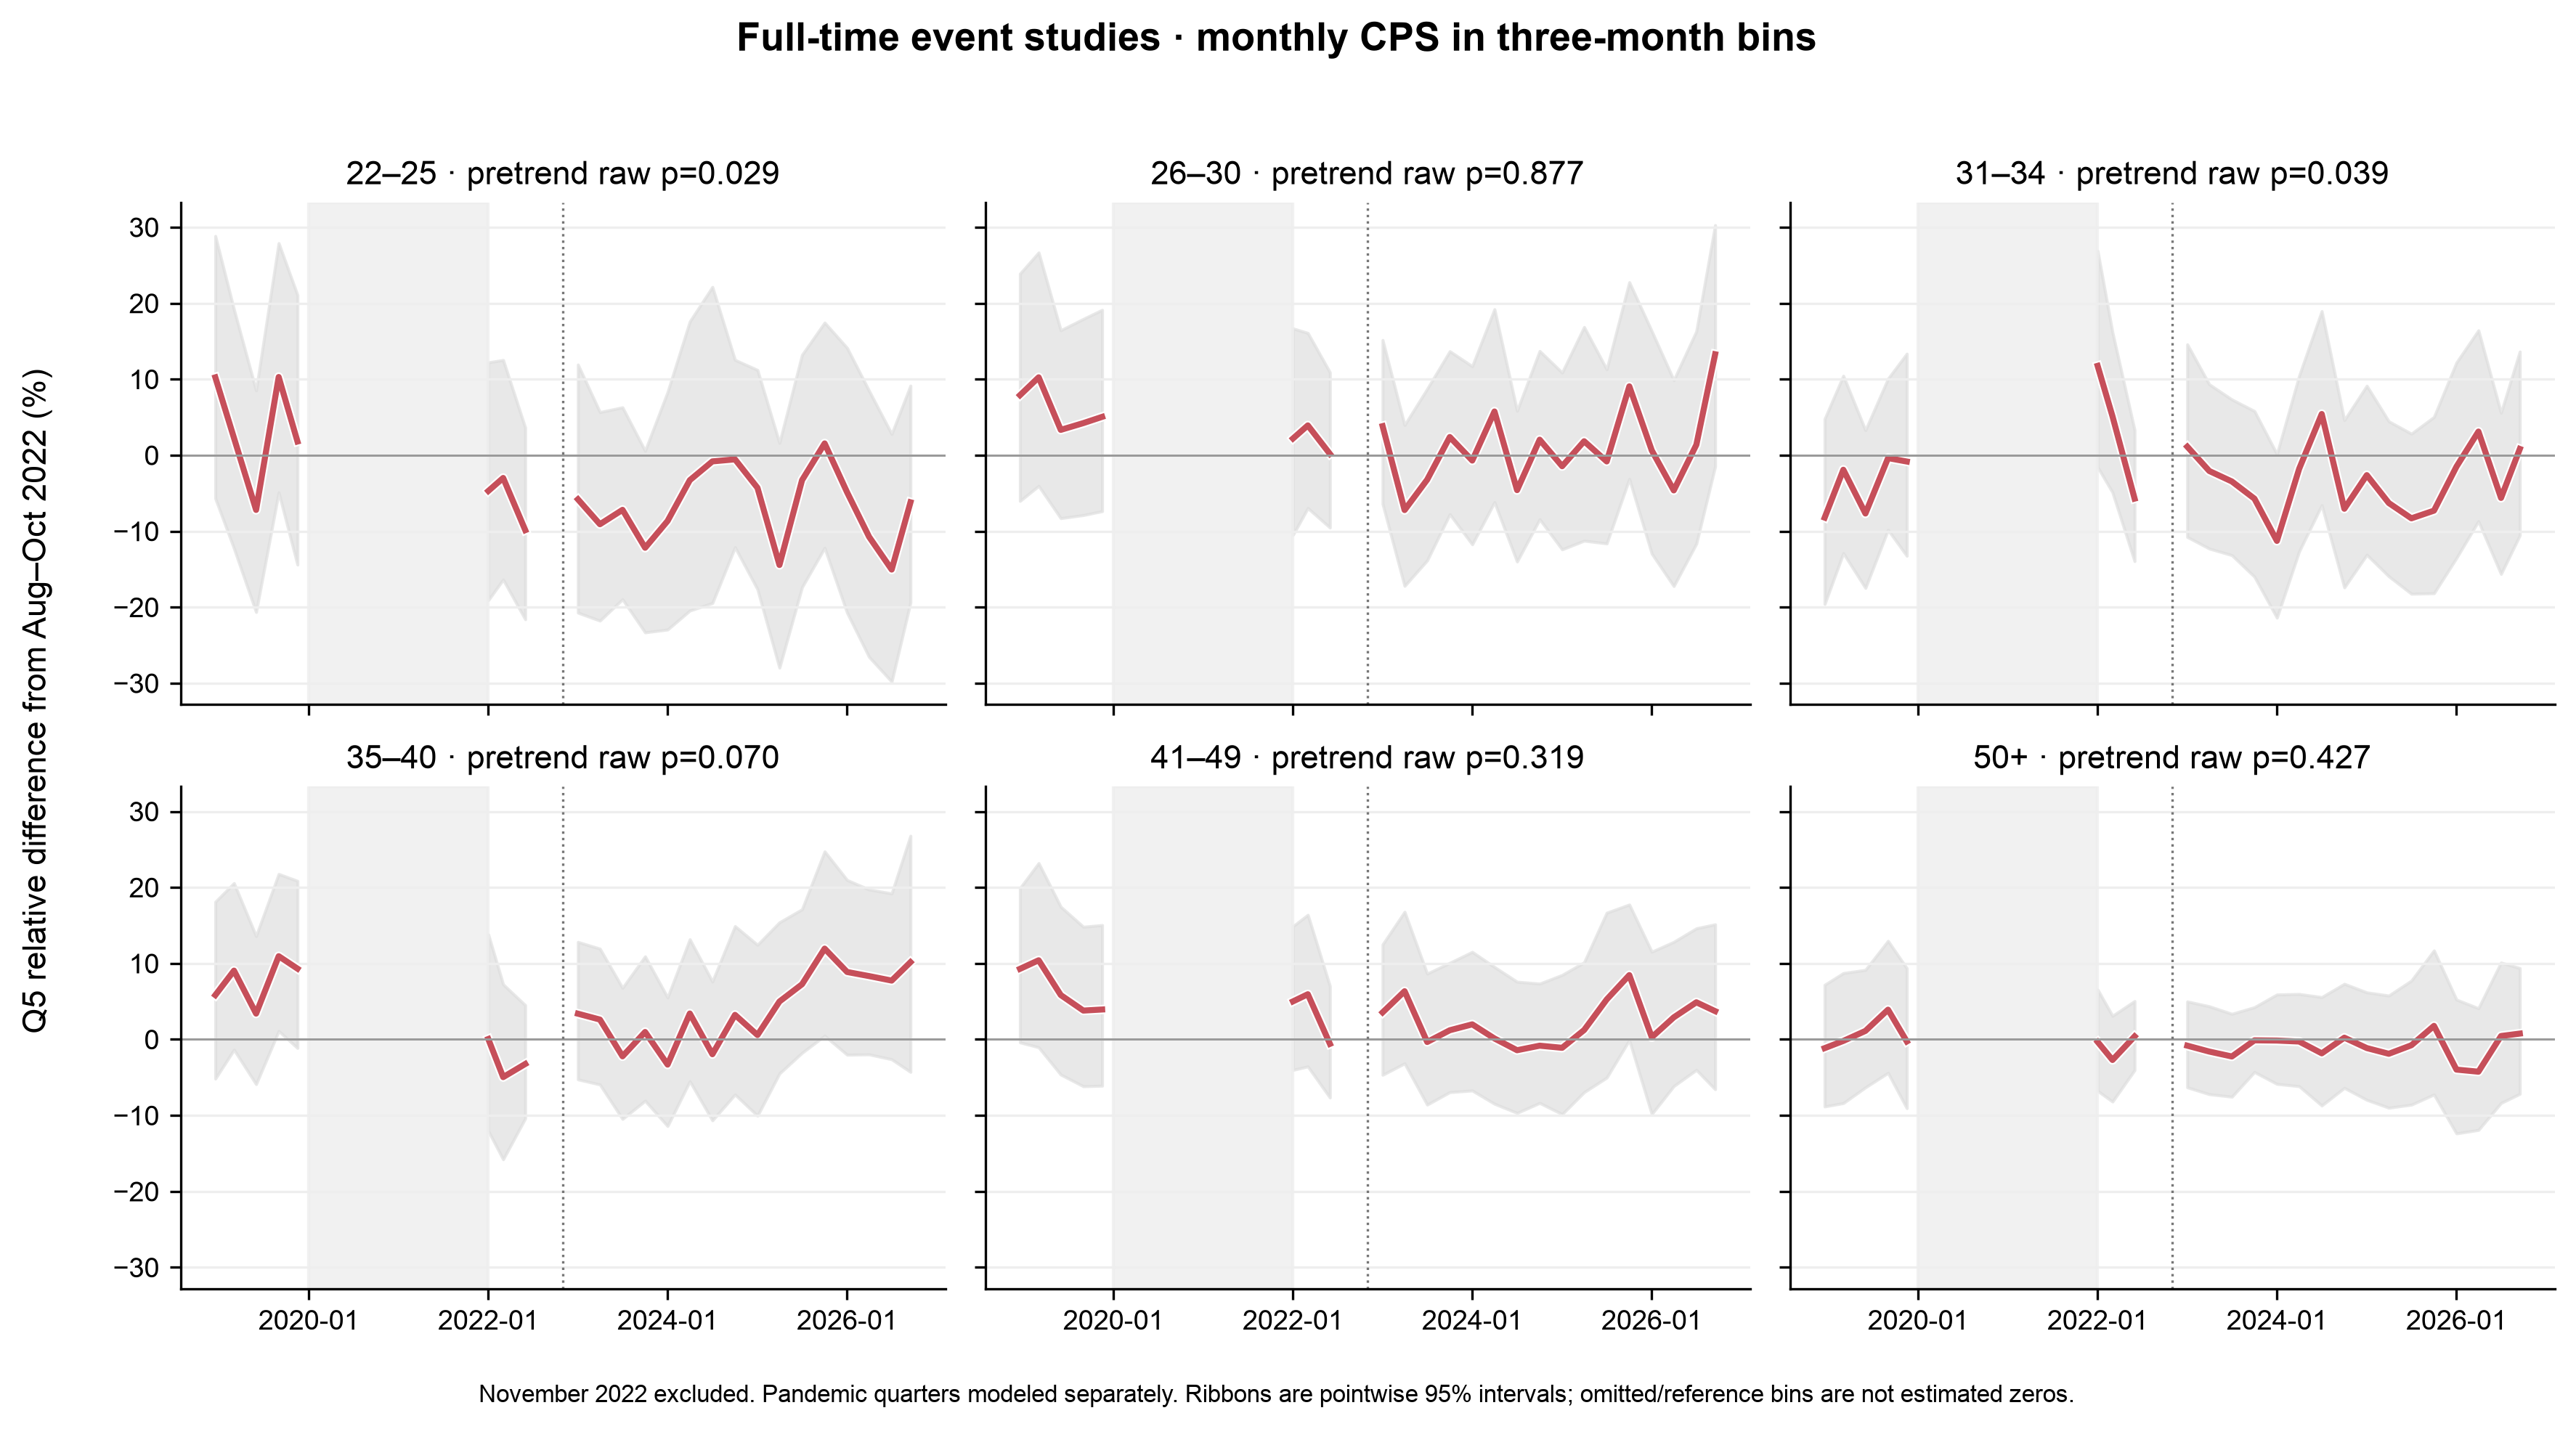 Full-time event studies · monthly CPS in three-month bins
Q5 relative difference from Aug–Oct 2022 (%)
22–25 · pretrend raw p=0.029
26–30 · pretrend raw p=0.877
31–34 · pretrend raw p=0.039
30
20
10
0
−10
−20
−30
35–40 · pretrend raw p=0.070
41–49 · pretrend raw p=0.319
50+ · pretrend raw p=0.427
30
20
10
0
−10
−20
−30
2020-01 2022-01 2024-01 2026-01
2020-01 2022-01 2024-01 2026-01
2020-01 2022-01 2024-01 2026-01
November 2022 excluded. Pandemic quarters modeled separately. Ribbons are pointwise 95% intervals; omitted/reference bins are not estimated zeros.